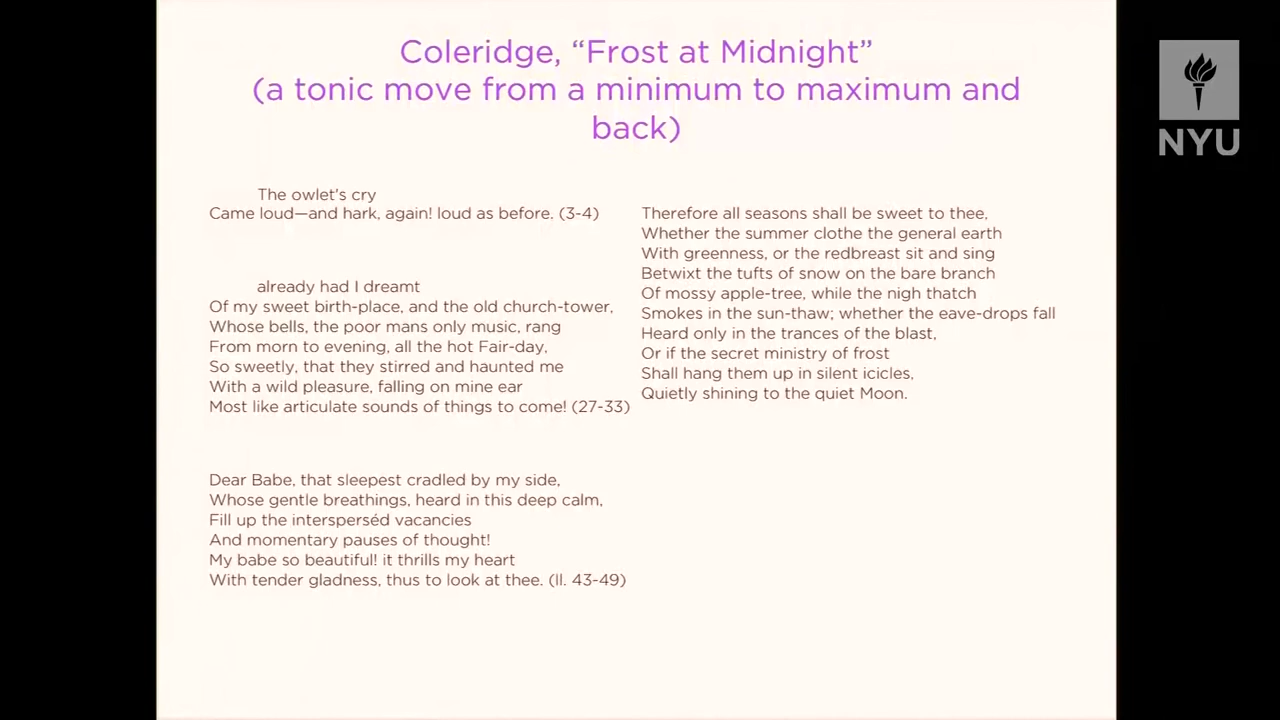 Coleridge, “Frost at Midnight”
(a tonic move from a minimum to maximum and
back)
The owlet's cry
Came loud—and hark, again! loud as before. (3-4)
already had I dreamt
Of my sweet birth-place, and the old church-tower,
Whose bells, the poor mans only music, rang
From morn to evening, all the hot Fair-day,
So sweetly, that they stirred and haunted me
With a wild pleasure, falling on mine ear
Most like articulate sounds of things to come! (27-33)
Dear Babe, that sleepest cradled by my side,
Whose gentle breathings, heard in this deep calm,
Fill up the interperséd vacancies
And momentary pauses of thought!
My babe so beautiful! it thrills my heart
With tender gladness, thus to look at thee. (ll. 43-49)
Therefore all seasons shall be sweet to thee,
Whether the summer clothe the general earth
With greenness, or the redbreast sit and sing
Betwixt the tufts of snow on the bare branch
Of mossy apple-tree, while the nigh thatch
Smokes in the sun-thaw; whether the eave-drops fall
Heard only in the trances of the blast,
Or if the secret ministry of frost
Shall hang them up in silent icicles,
Quietly shining to the quiet Moon.
NYU